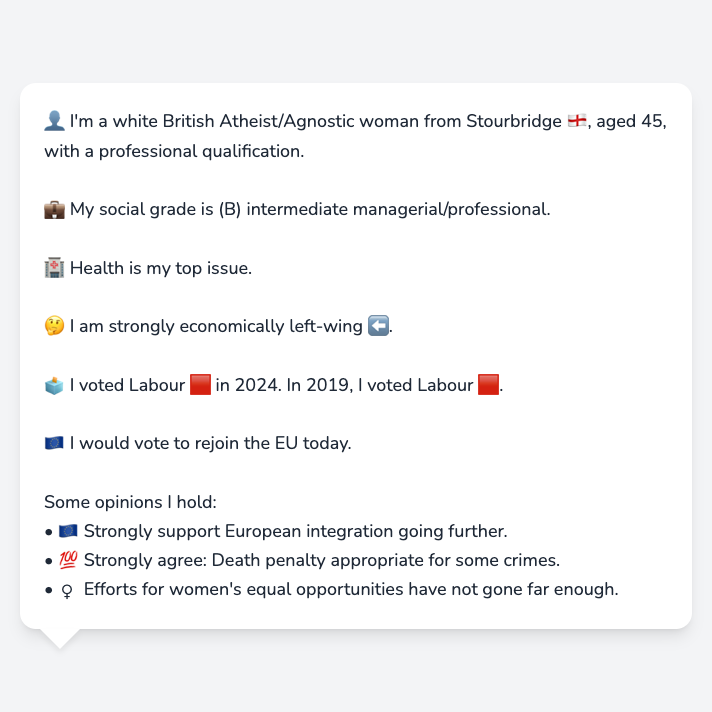 👤 I'm a white British Atheist/Agnostic woman from Stourbridge 🏴󠁧󠁢󠁥󠁮󠁧󠁿, aged 45,
with a professional qualification.
💼 My social grade is (B) intermediate managerial/professional.
🏥 Health is my top issue.
🤔 I am strongly economically left-wing ⬅️.
🗳️ I voted Labour 🟥 in 2024. In 2019, I voted Labour 🟥.
🇪🇺 I would vote to rejoin the EU today.
Some opinions I hold:
• 🇪🇺 Strongly support European integration going further.
• 💯 Strongly agree: Death penalty appropriate for some crimes.
• ♀ Efforts for women's equal opportunities have not gone far enough.